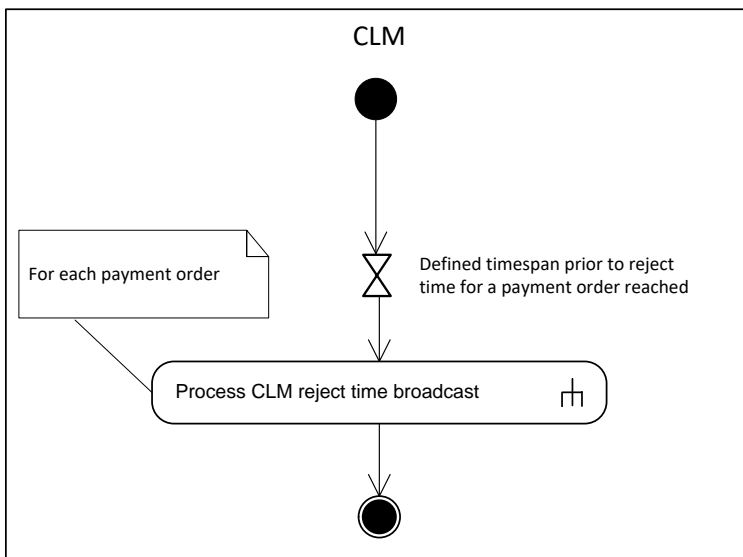 CLM
For each payment order
Defined timespan prior to reject
time for a payment order reached
Process CLM reject time broadcast